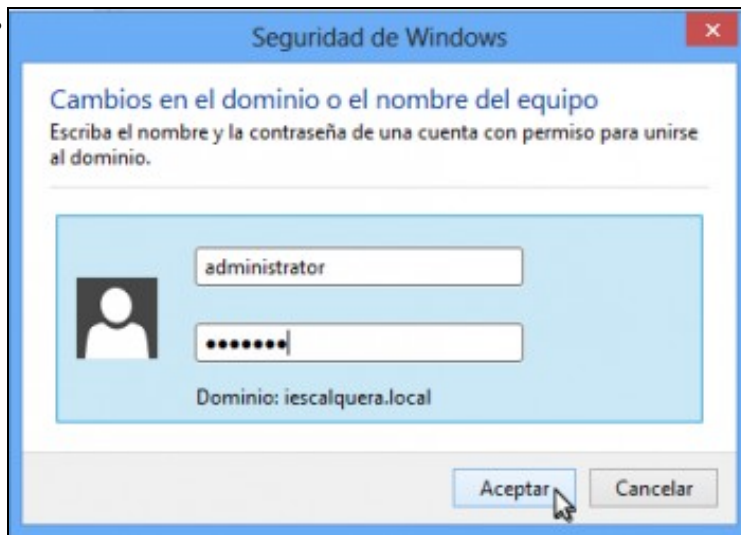 Seguridad de Windows
Cambios en el dominio o el nombre del equipo
Escriba el nombre y la contraseña de una cuenta con permiso para unirse
al dominio.
administrator
•••••••
Dominio: iescalquera.local
Aceptar
Cancelar